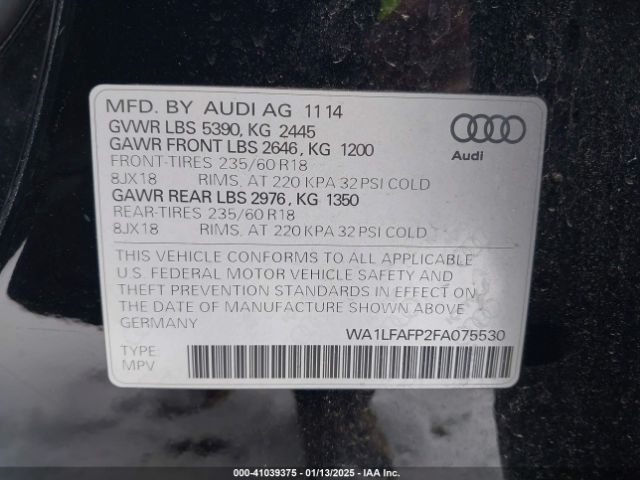 MFD. BY AUDI AG 11 14
GVWR LBS 5390, KG 2445
GAWR FRONT LBS 2646, KG 1200
FRONT-TIRES 235/60 R18
8JX18 RIMS, AT 220 KPA 32 PSI COLD
GAWR REAR LBS 2976, KG 1350
REAR-TIRES 235/60 R18
8JX18 RIMS, AT 220 KPA 32 PSI COLD
Audi
THIS VEHICLE CONFORMS TO ALL APPLICABLE
U.S. FEDERAL MOTOR VEHICLE SAFETY AND
THEFT PREVENTION STANDARDS IN EFFECT ON
THE DATE OF MANUFACTURE SHOWN ABOVE
GERMANY
WA1LFAFP2FA075530
TYPE
MPV
000-41039375 - 01/13/2025 - IAA Inc.